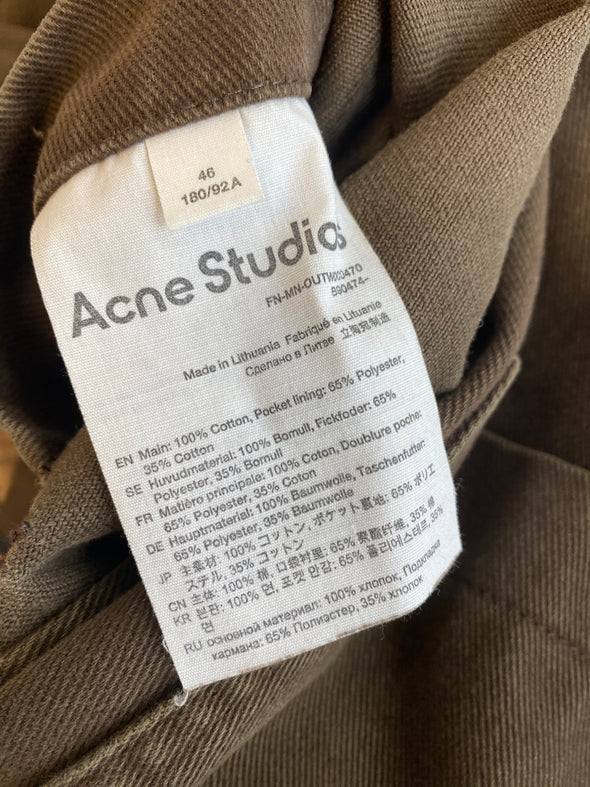 46
180/92A
Acne Studios
FN-MN-OUTW000470
690474-
Made in Lithuania Fabriqué en Lituanie
Сделано в Литве 立陶宛制造
EN Main: 100% Cotton, Pocket lining: 65% Polyester,
35% Cotton
SE Huvudmaterial: 100% Bomull, Fickfoder: 65%
Polyester, 35% Bomull
FR Matière principale: 100% Coton, Doublure poche:
65% Polyester, 35% Coton
DE Hauptmaterial: 100% Baumwolle, Taschenfutter:
65% Polyester, 35% Baumwolle
JP 主素材: 100% コットン, ポケット裏地: 65% ポリエ
ステル, 35% コットン
CN 主体: 100% 棉, 口袋衬里: 65% 聚酯纤维, 35% 棉
KR 본판: 100% 면, 포켓 안감: 65% 폴리에스테르, 35%
면
RU основной материал: 100% хлопок, Подкладка
кармана: 65% Полиэстер, 35% хлопок